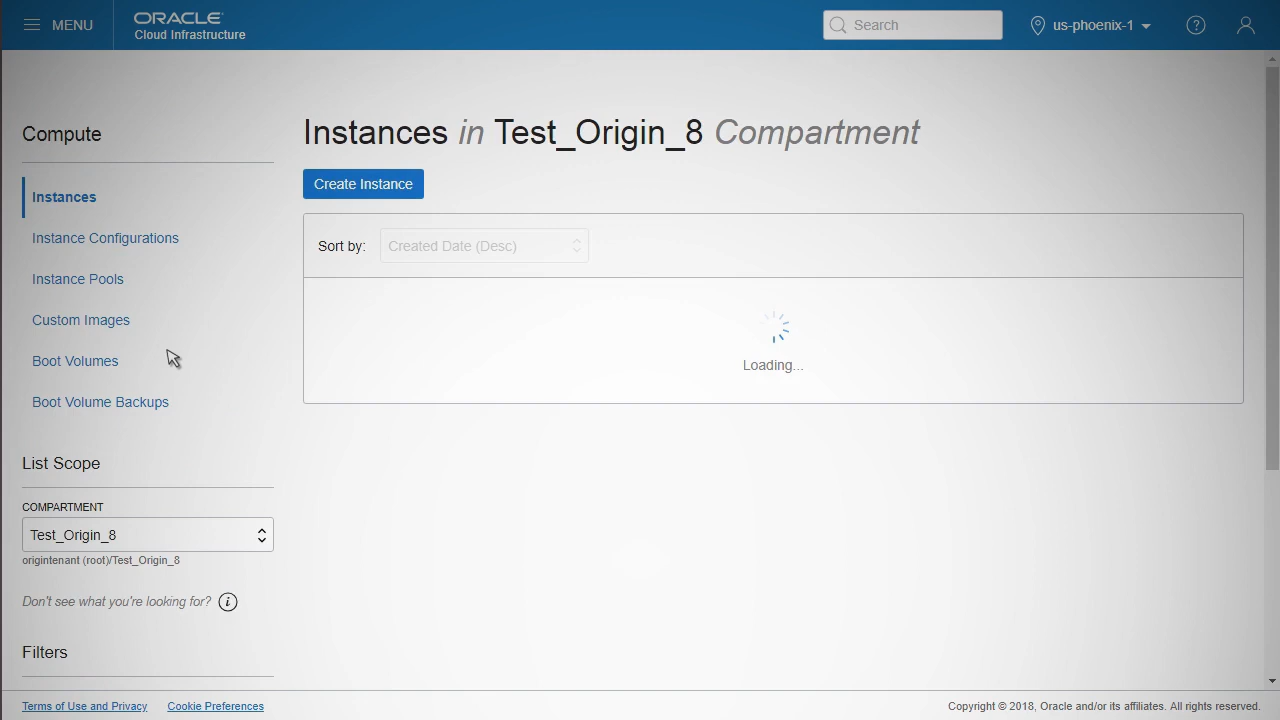 MENU
ORACLE
Cloud Infrastructure
Search
us-phoenix-1
Compute
Instances
Instance Configurations
Instance Pools
Custom Images
Boot Volumes
Boot Volume Backups
List Scope
COMPARTMENT
Test_Origin_8
origintenant (root)/Test_Origin_8
Don't see what you're looking for?
Filters
Instances in Test_Origin_8 Compartment
Create Instance
Sort by: Created Date (Desc)
Loading...
Terms of Use and Privacy Cookie Preferences
Copyright © 2018, Oracle and/or its affiliates. All rights reserved.